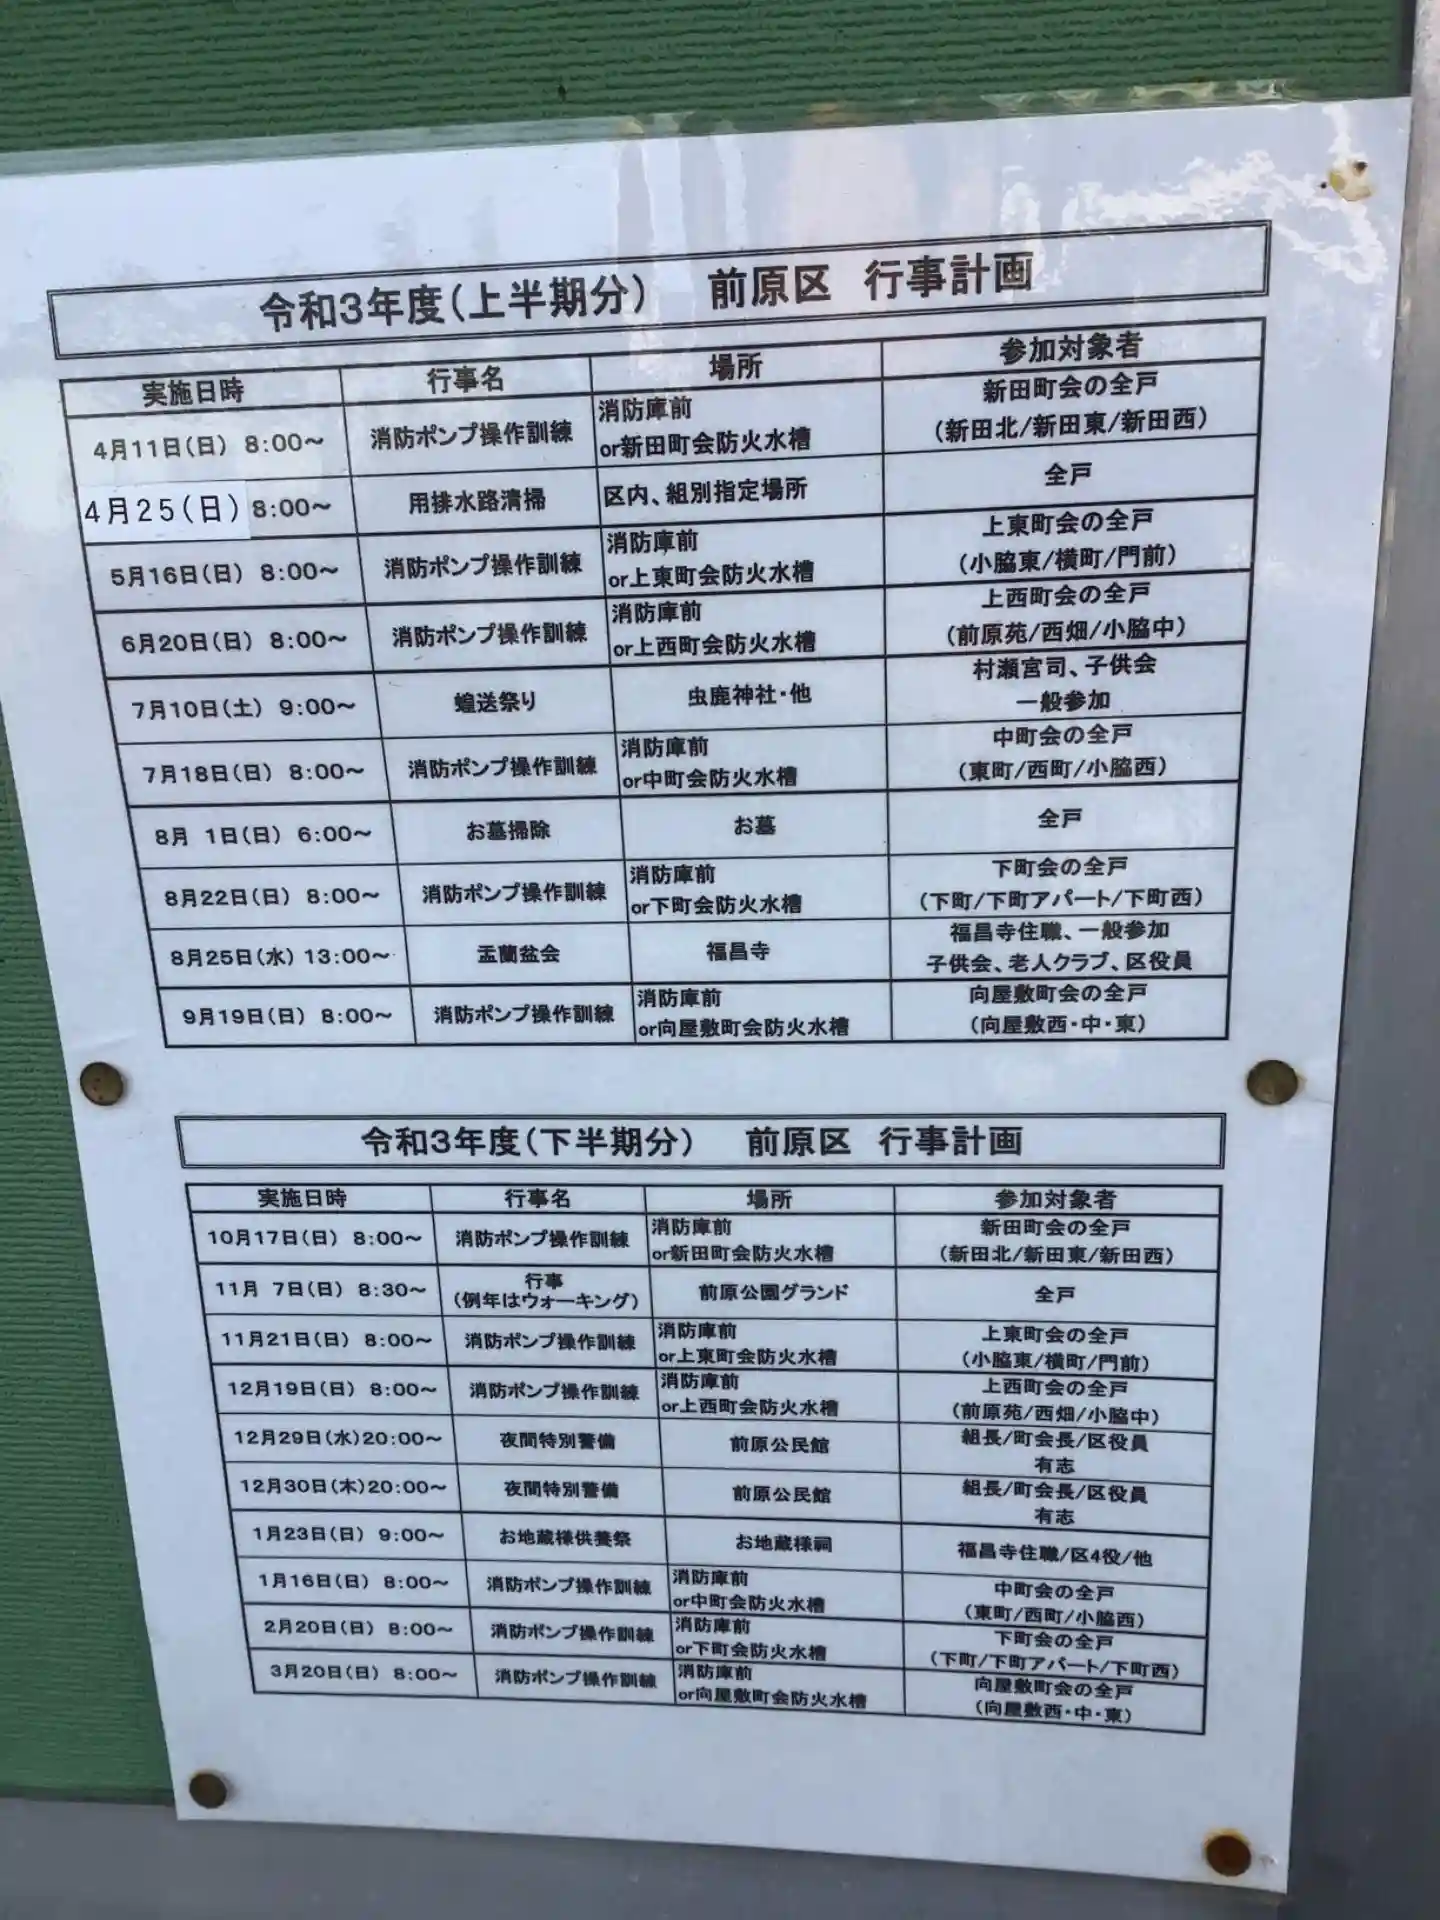 令和3年度(上半期分) 前原区 行事計画
実施日時 行事名 場所 参加対象者
4月11日(日) 8:00～ 消防ポンプ操作訓練 消防庫前 or新田町会防火水槽 新田町会の全戸 (新田北/新田東/新田西)
4月25(日) 8:00～ 用排水路清掃 区内、組別指定場所 全戸
5月16日(日) 8:00～ 消防ポンプ操作訓練 消防庫前 or上東町会防火水槽 上東町会の全戸 (小脇東/横町/門前)
6月20日(日) 8:00～ 消防ポンプ操作訓練 消防庫前 or上西町会防火水槽 上西町会の全戸 (前原苑/西畑/小脇中)
7月10日(土) 9:00～ 蝗送祭り 虫鹿神社・他 村瀬宮司、子供会 一般参加
7月18日(日) 8:00～ 消防ポンプ操作訓練 消防庫前 or中町会防火水槽 中町会の全戸 (東町/西町/小脇西)
8月 1日(日) 6:00～ お墓掃除 お墓 全戸
8月22日(日) 8:00～ 消防ポンプ操作訓練 消防庫前 or下町会防火水槽 下町会の全戸 (下町/下町アパート/下町西)
8月25日(水) 13:00～ 盂蘭盆会 福昌寺 福昌寺住職、一般参加 子供会、老人クラブ、区役員
9月19日(日) 8:00～ 消防ポンプ操作訓練 消防庫前 or向屋敷町会防火水槽 向屋敷町会の全戸 (向屋敷西・中・東)
令和3年度(下半期分) 前原区 行事計画
実施日時 行事名 場所 参加対象者
10月17日(日) 8:00～ 消防ポンプ操作訓練 消防庫前 or新田町会防火水槽 新田町会の全戸 (新田北/新田東/新田西)
11月 7日(日) 8:30～ 行事 (例年はウォーキング) 前原公園グランド 全戸
11月21日(日) 8:00～ 消防ポンプ操作訓練 消防庫前 or上東町会防火水槽 上東町会の全戸 (小脇東/横町/門前)
12月19日(日) 8:00～ 消防ポンプ操作訓練 消防庫前 or上西町会防火水槽 上西町会の全戸 (前原苑/西畑/小脇中)
12月29日(水)20:00～ 夜間特別警備 前原公民館 組長/町会長/区役員 有志
12月30日(木)20:00～ 夜間特別警備 前原公民館 組長/町会長/区役員 有志
1月23日(日) 9:00～ お地蔵様供養祭 お地蔵様祠 福昌寺住職/区4役/他
1月16日(日) 8:00～ 消防ポンプ操作訓練 消防庫前 or中町会防火水槽 中町会の全戸 (東町/西町/小脇西)
2月20日(日) 8:00～ 消防ポンプ操作訓練 消防庫前 or下町会防火水槽 下町会の全戸 (下町/下町アパート/下町西)
3月20日(日) 8:00～ 消防ポンプ操作訓練 消防庫前 or向屋敷町会防火水槽 向屋敷町会の全戸 (向屋敷西・中・東)